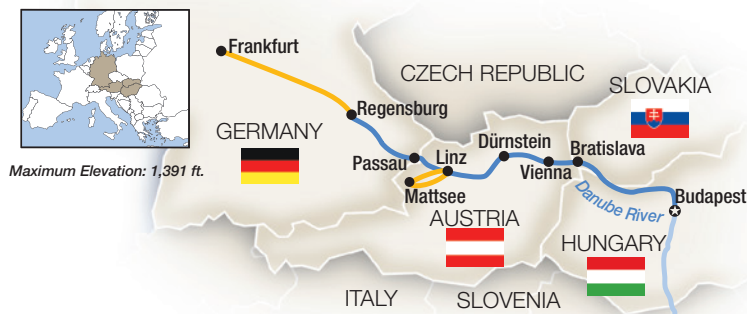 Frankfurt
CZECH REPUBLIC
SLOVAKIA
Regensburg
GERMANY
Maximum Elevation: 1,391 ft.
Passau
Linz
Dürnstein
Bratislava
Vienna
Mattsee
Danube River
Budapest
AUSTRIA
HUNGARY
ITALY
SLOVENIA